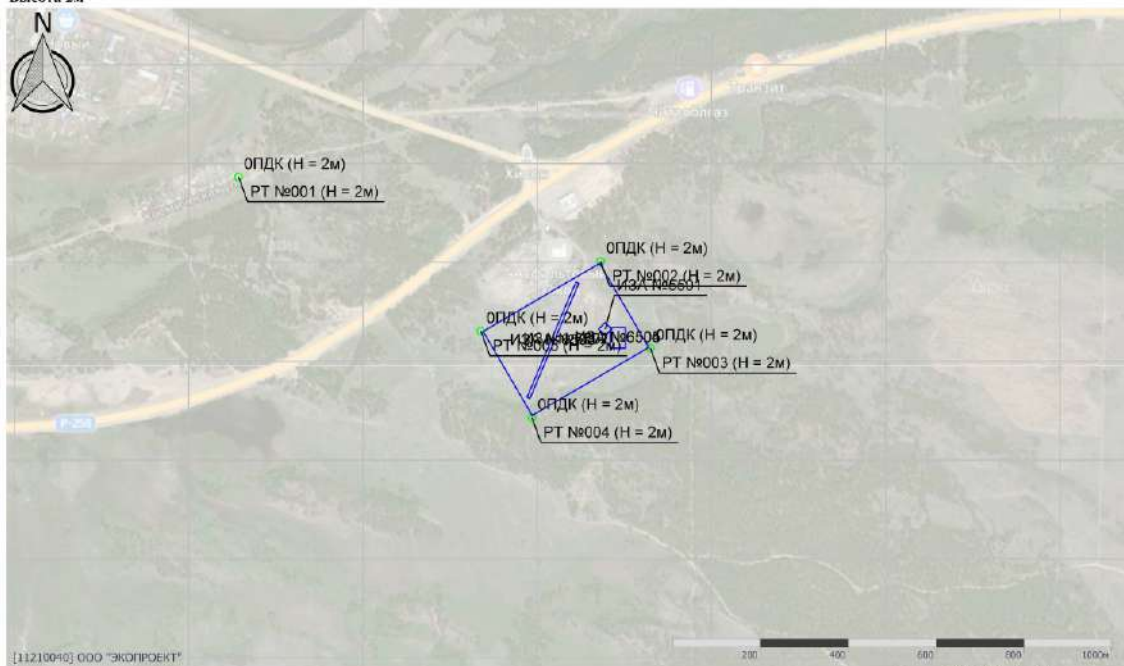 Высота 2м
N
0ПДК (Н = 2м)
РТ №001 (Н = 2м)
0ПДК (Н = 2м)
РТ №002 (Н = 2м)
ИЗА №6501
0ПДК (Н = 2м)
0ПДК (Н = 2м)
РТ №003 (Н = 2м)
0ПДК (Н = 2м)
РТ №004 (Н = 2м)
Р-258
[11210040] ООО "ЭКОПРОЕКТ"
200 400 600 800 1000м